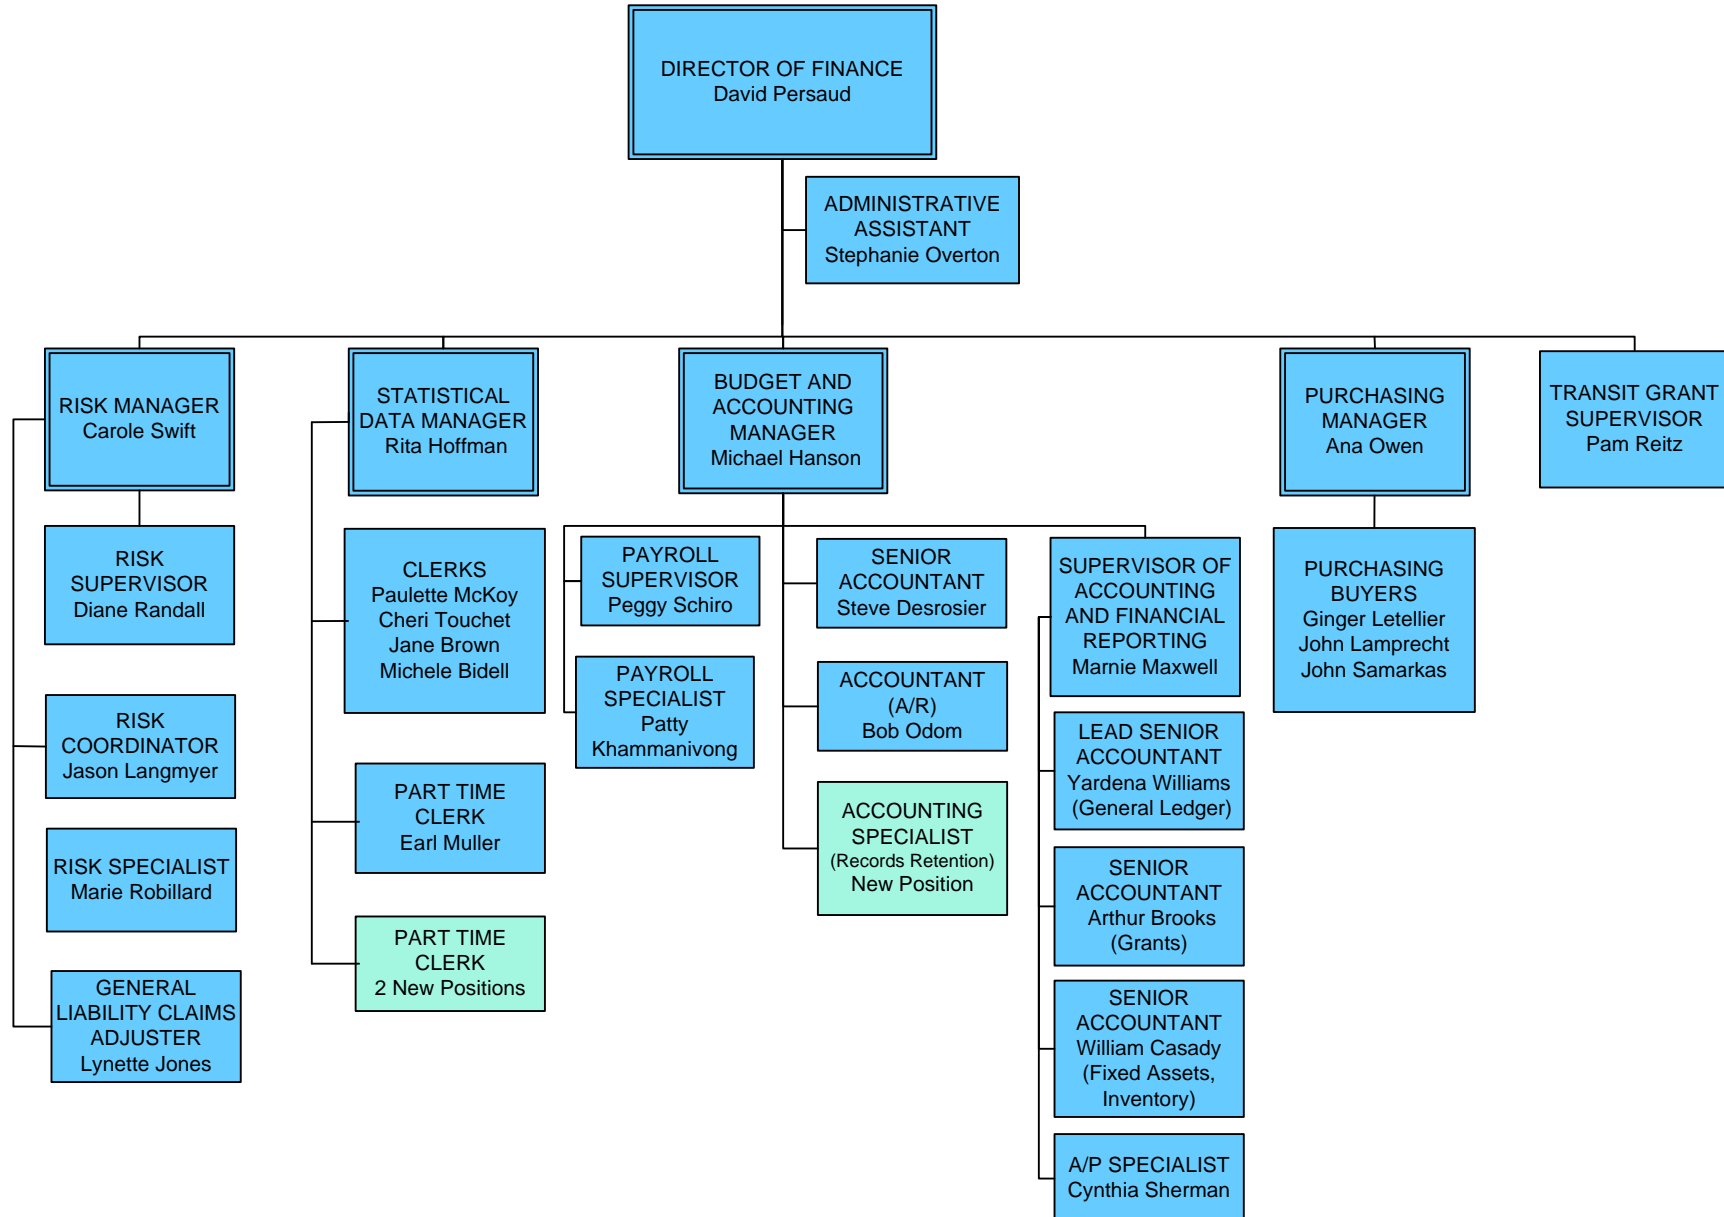 DIRECTOR OF FINANCE
David Persaud
ADMINISTRATIVE
ASSISTANT
Stephanie Overton
RISK MANAGER
Carole Swift
STATISTICAL
DATA MANAGER
Rita Hoffman
BUDGET AND
ACCOUNTING
MANAGER
Michael Hanson
PURCHASING
MANAGER
Ana Owen
TRANSIT GRANT
SUPERVISOR
Pam Reitz
RISK
SUPERVISOR
Diane Randall
RISK
COORDINATOR
Jason Langmyer
RISK SPECIALIST
Marie Robillard
GENERAL
LIABILITY CLAIMS
ADJUSTER
Lynette Jones
CLERKS
Paulette McKoy
Cheri Touchet
Jane Brown
Michele Bidell
PART TIME
CLERK
Earl Muller
PART TIME
CLERK
2 New Positions
PAYROLL
SUPERVISOR
Peggy Schiro
PAYROLL
SPECIALIST
Patty
Khammanivong
SENIOR
ACCOUNTANT
Steve Desrosier
ACCOUNTANT
(A/R)
Bob Odom
ACCOUNTING
SPECIALIST
(Records Retention)
New Position
SUPERVISOR OF
ACCOUNTING
AND FINANCIAL
REPORTING
Marnie Maxwell
LEAD SENIOR
ACCOUNTANT
Yardena Williams
(General Ledger)
SENIOR
ACCOUNTANT
Arthur Brooks
(Grants)
SENIOR
ACCOUNTANT
William Casady
(Fixed Assets,
Inventory)
A/P SPECIALIST
Cynthia Sherman
PURCHASING
BUYERS
Ginger Letellier
John Lamprecht
John Samarkas